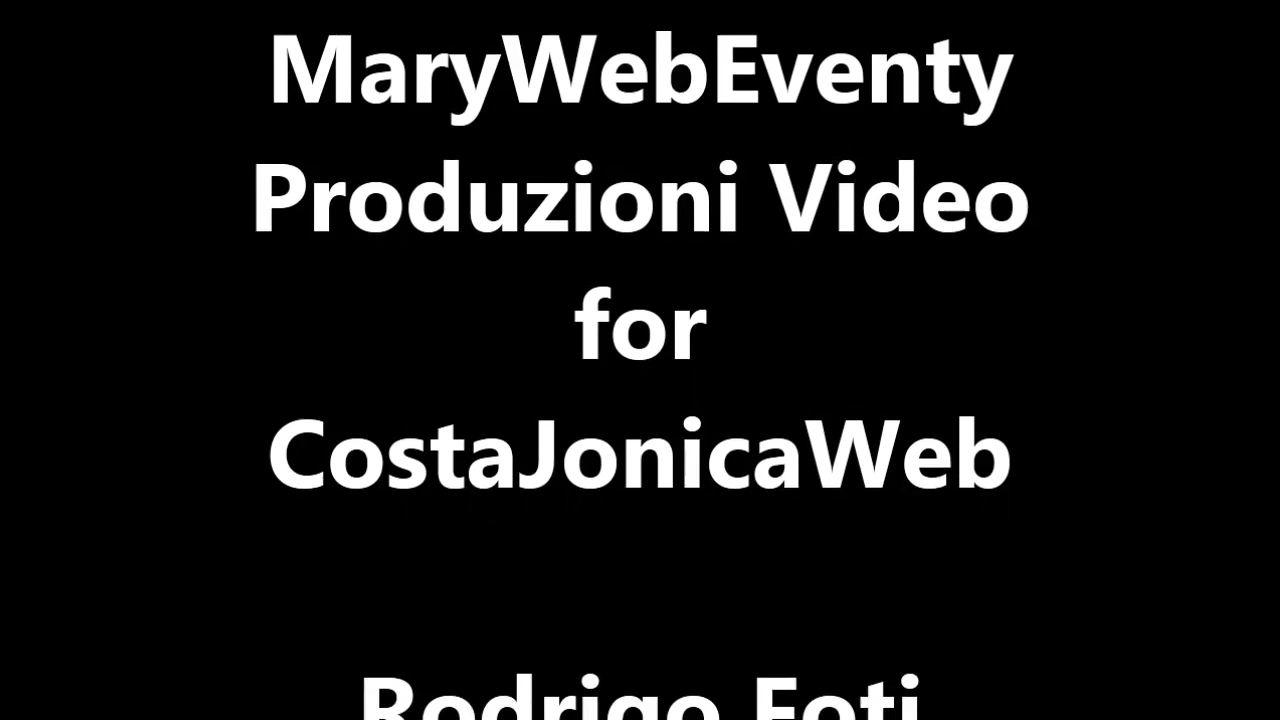 MaryWebEventy
Produzioni Video
for
CostaJonicaWeb
Rodrigo Foti